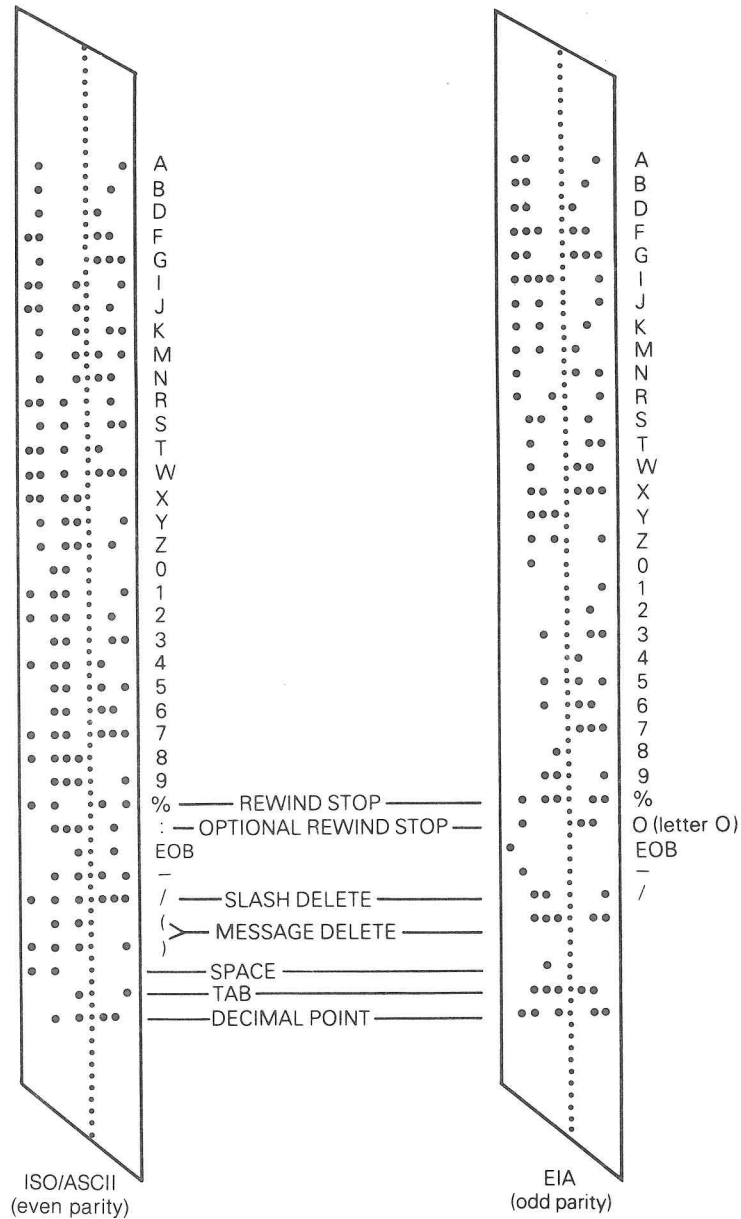 A A
B B
D D
F F
G G
I I
J J
K K
M M
N N
R R
S S
T T
W W
X X
Y Y
Z Z
0 0
1 1
2 2
3 3
4 4
5 5
6 6
7 7
8 8
9 9
% REWIND STOP %
: OPTIONAL REWIND STOP O (letter O)
EOB EOB
– –
/ SLASH DELETE /
(
MESSAGE DELETE
)
SPACE
TAB
DECIMAL POINT
ISO/ASCII EIA
(even parity) (odd parity)